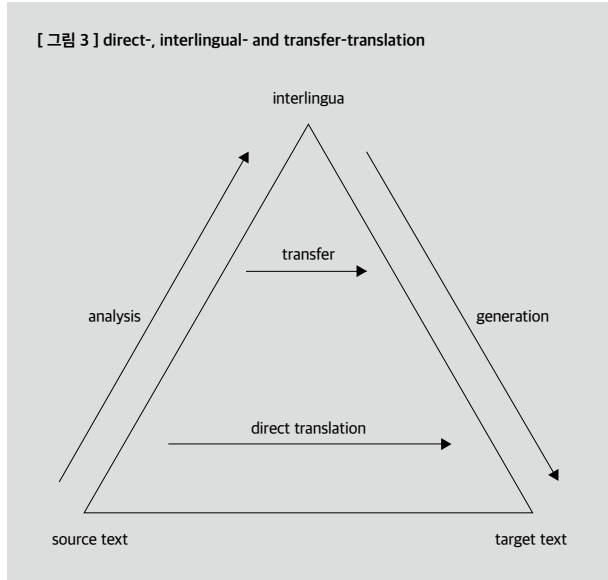 [ 그림 3 ] direct-, interlingual- and transfer-translation
interlingua
transfer
analysis
generation
direct translation
source text
target text